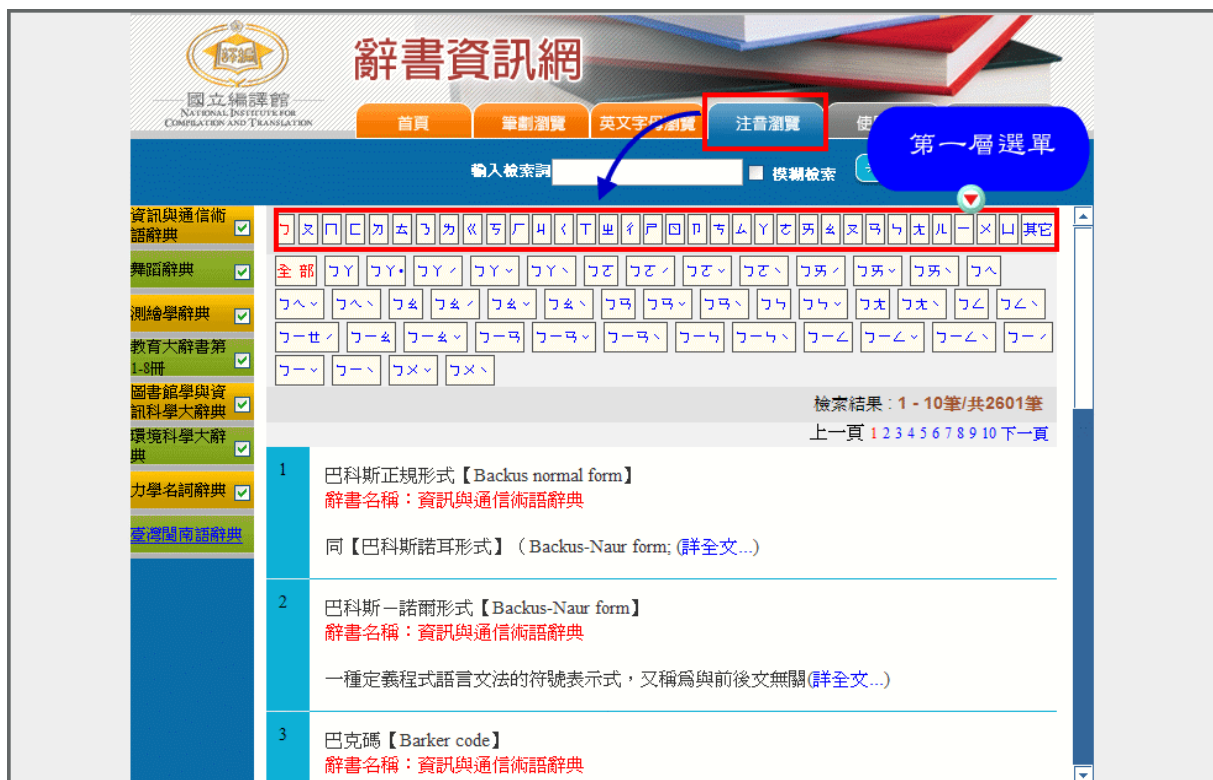 師鐸
國立編譯館
NATIONAL INSTITUTE FOR
COMPILATION AND TRANSLATION
辭書資訊網
首頁
筆劃瀏覽
英文字母瀏覽
注音瀏覽
使
第一層選單
輸入檢索詞
模糊檢索
資訊與通信術
語辭典
舞蹈辭典
測繪學辭典
教育大辭書第
1-8冊
圖書館學與資
訊科學大辭典
環境科學大辭
典
力學名詞辭典
臺灣閩南語辭典
ㄅ ㄆ ㄇ ㄈ ㄉ ㄊ ㄋ ㄌ ㄍ ㄎ ㄏ ㄐ ㄑ ㄒ ㄓ ㄔ ㄕ ㄖ ㄗ ㄘ ㄙ ㄚ ㄛ ㄞ ㄠ ㄡ ㄢ ㄣ ㄤ ㄦ ㄧ ㄨ ㄩ 其它
全部 ㄅㄚ ㄅㄚ˙ ㄅㄚˊ ㄅㄚˇ ㄅㄚˋ ㄅㄛ ㄅㄛˊ ㄅㄛˇ ㄅㄛˋ ㄅㄞˊ ㄅㄞˇ ㄅㄞˋ ㄅㄟ
ㄅㄟˇ ㄅㄟˋ ㄅㄠ ㄅㄠˊ ㄅㄠˇ ㄅㄠˋ ㄅㄢ ㄅㄢˇ ㄅㄢˋ ㄅㄣ ㄅㄣˇ ㄅㄤ ㄅㄤˋ ㄅㄥ ㄅㄥˋ
ㄅㄧㄝˊ ㄅㄧㄠ ㄅㄧㄠˇ ㄅㄧㄢ ㄅㄧㄢˇ ㄅㄧㄢˋ ㄅㄧㄣ ㄅㄧㄣˋ ㄅㄧㄥ ㄅㄧㄥˇ ㄅㄧㄥˋ ㄅㄧˊ
ㄅㄧˇ ㄅㄧˋ ㄅㄨˇ ㄅㄨˋ
檢索結果：1 - 10筆/共2601筆
上一頁 1 2 3 4 5 6 7 8 9 10 下一頁
1
巴科斯正規形式【Backus normal form】
辭書名稱：資訊與通信術語辭典
同【巴科斯諾耳形式】（Backus-Naur form; (詳全文...)
2
巴科斯－諾爾形式【Backus-Naur form】
辭書名稱：資訊與通信術語辭典
一種定義程式語言文法的符號表示式，又稱為與前後文無關(詳全文...)
3
巴克碼【Barker code】
辭書名稱：資訊與通信術語辭典